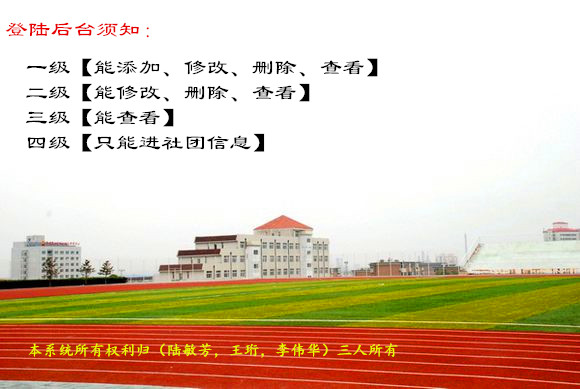 登陆后台须知：
一级【能添加、修改、删除、查看】
二级【能修改、删除、查看】
三级【能查看】
四级【只能进社团信息】
本系统所有权利归（陆敏芳，王珩，李伟华）三人所有